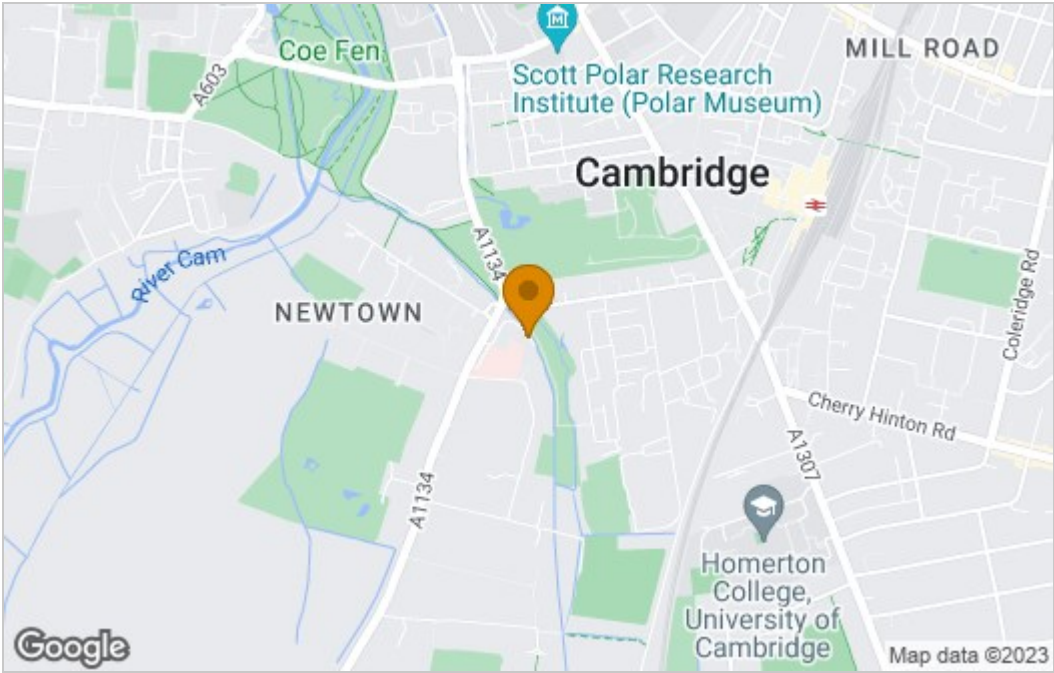 Coe Fen
A603
Scott Polar Research
Institute (Polar Museum)
MILL ROAD
Cambridge
A1134
River Cam
NEWTOWN
Coleridge Rd
Cherry Hinton Rd
A1307
A1134
Homerton
College,
University of
Cambridge
Google
Map data ©2023